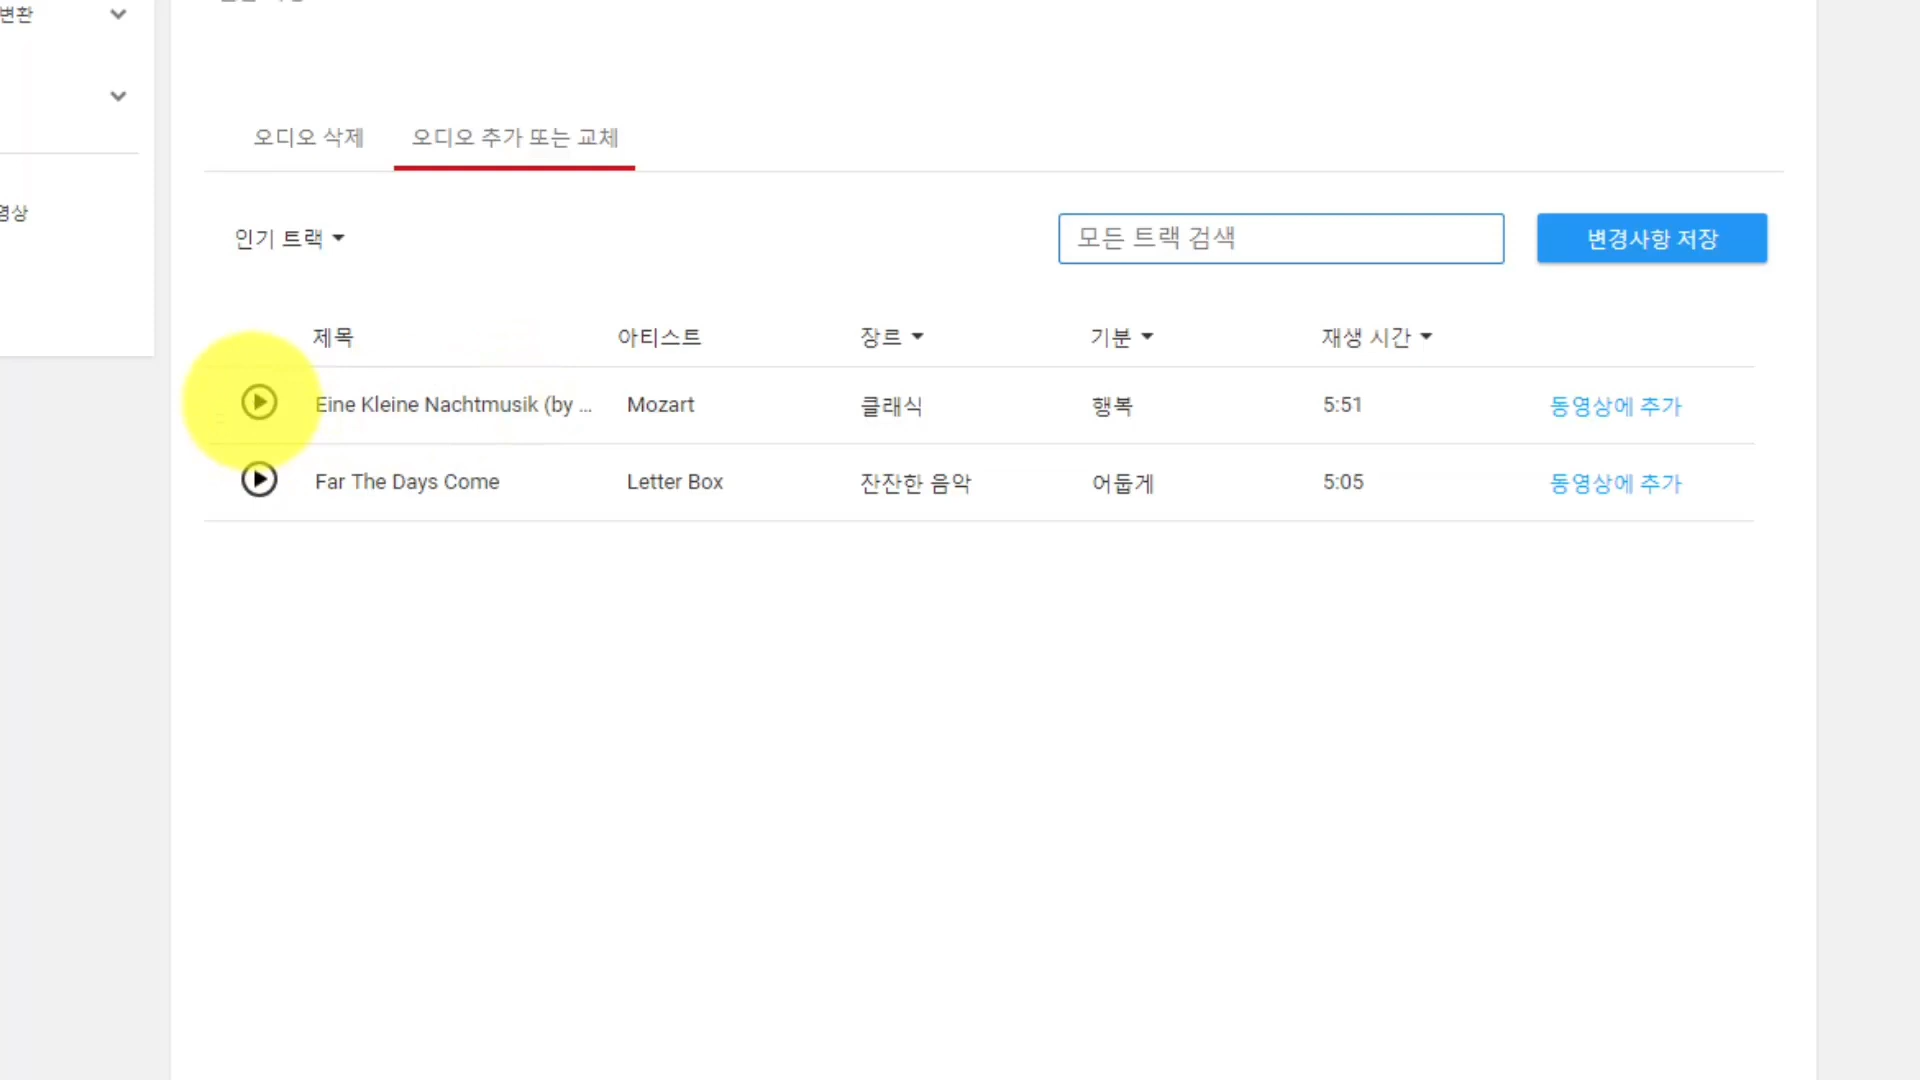 변환
영상
오디오 삭제 오디오 추가 또는 교체
인기 트랙 모든 트랙 검색 변경사항 저장
제목 아티스트 장르 기분 재생 시간
Eine Kleine Nachtmusik (by ... Mozart 클래식 행복 5:51 동영상에 추가
Far The Days Come Letter Box 잔잔한 음악 어둡게 5:05 동영상에 추가